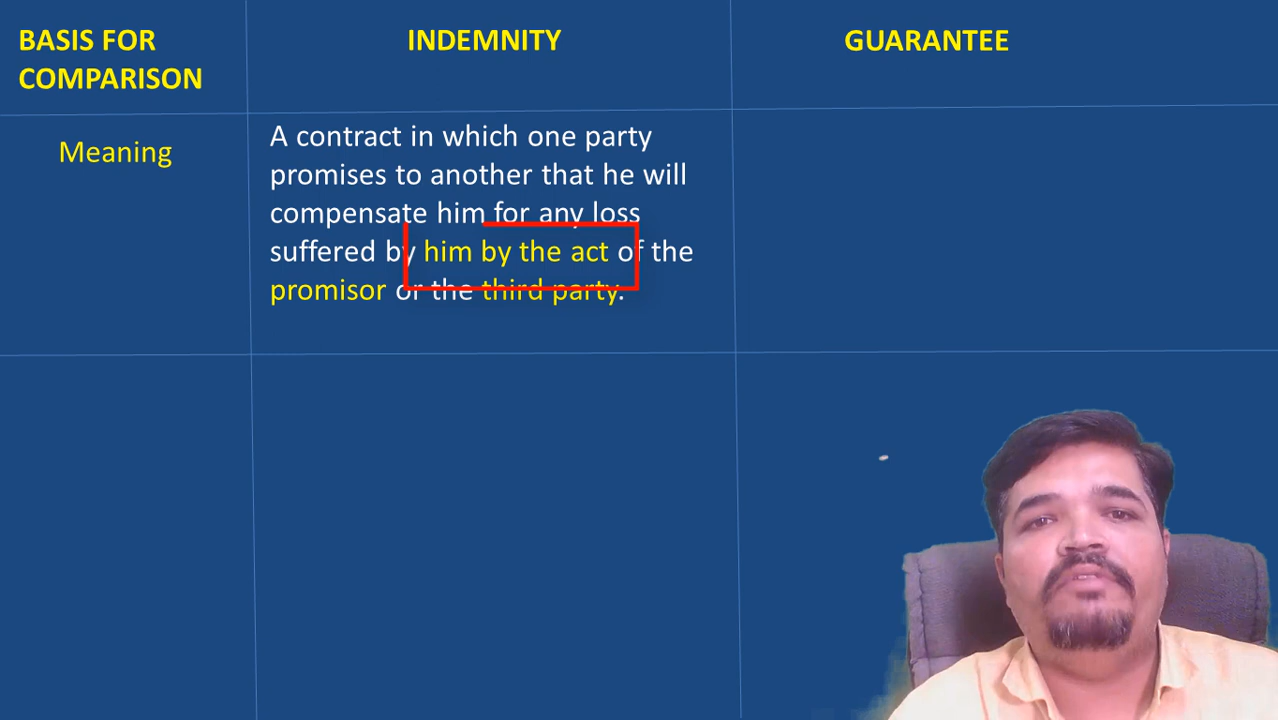 BASIS FOR
COMPARISON
INDEMNITY
GUARANTEE
Meaning
A contract in which one party
promises to another that he will
compensate him for any loss
suffered by him by the act of the
promisor or the third party.